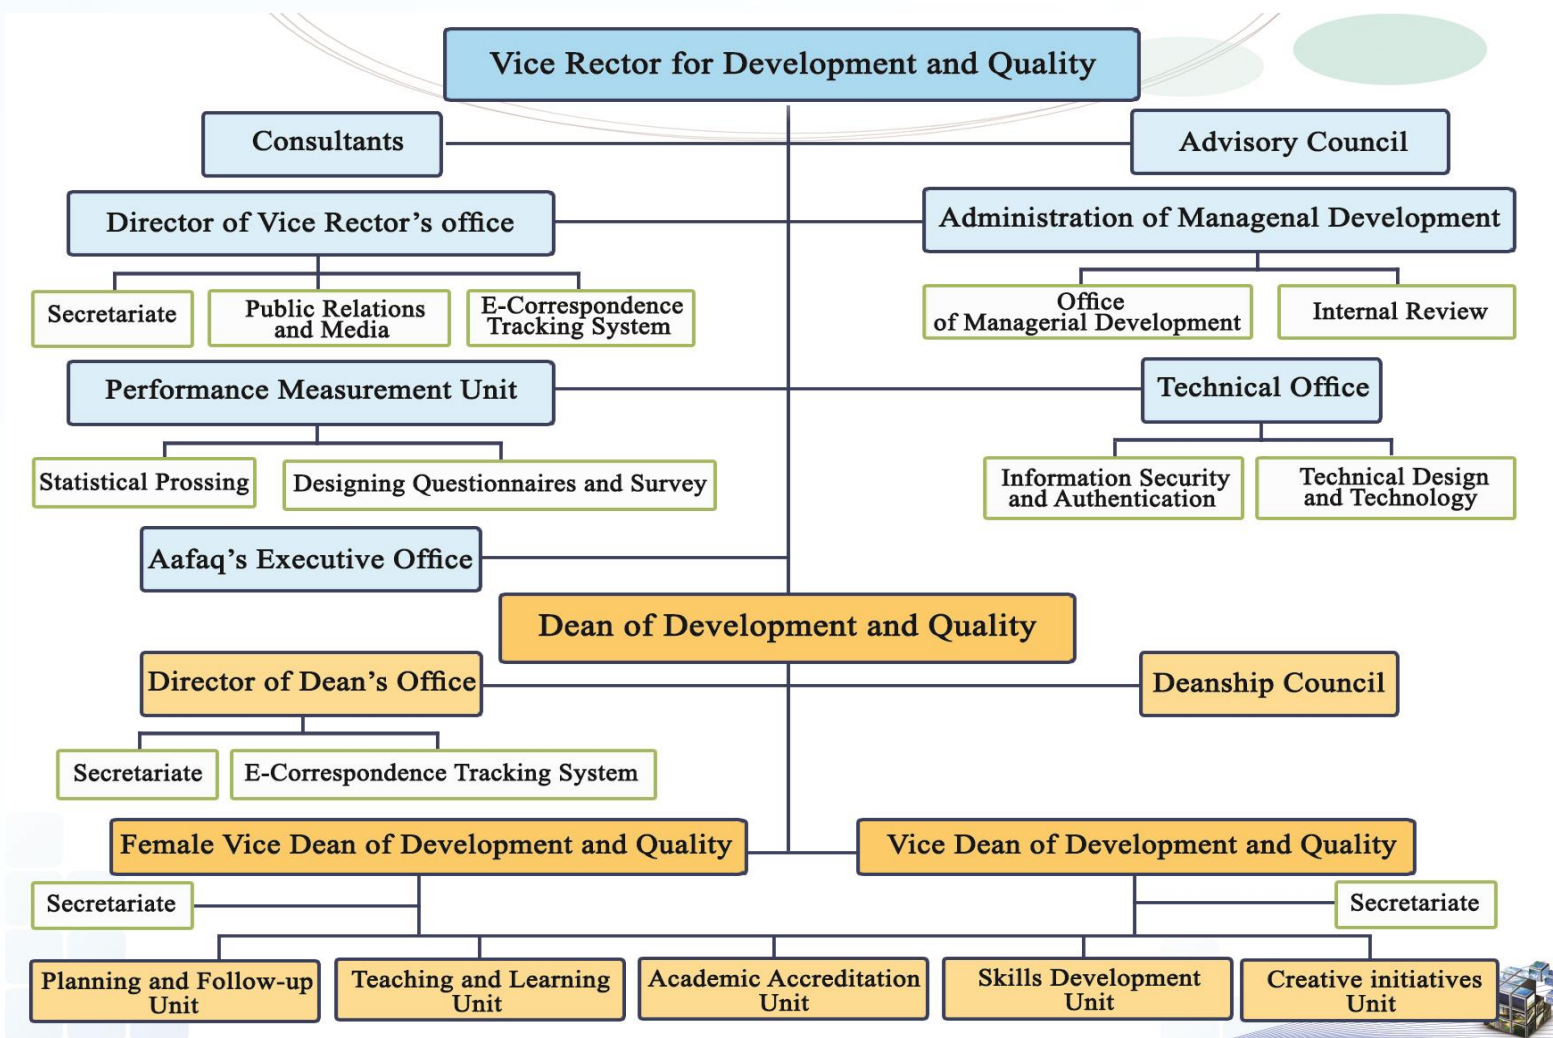 Vice Rector for Development and Quality
Consultants
Advisory Council
Director of Vice Rector's office
Administration of Managenal Development
Secretariate
Public Relations
and Media
E-Correspondence
Tracking System
Office
of Managerial Development
Internal Review
Performance Measurement Unit
Technical Office
Statistical Prossing
Designing Questionnaires and Survey
Information Security
and Authentication
Technical Design
and Technology
Aafaq's Executive Office
Dean of Development and Quality
Director of Dean's Office
Deanship Council
Secretariate
E-Correspondence Tracking System
Female Vice Dean of Development and Quality
Vice Dean of Development and Quality
Secretariate
Secretariate
Planning and Follow-up
Unit
Teaching and Learning
Unit
Academic Accreditation
Unit
Skills Development
Unit
Creative initiatives
Unit